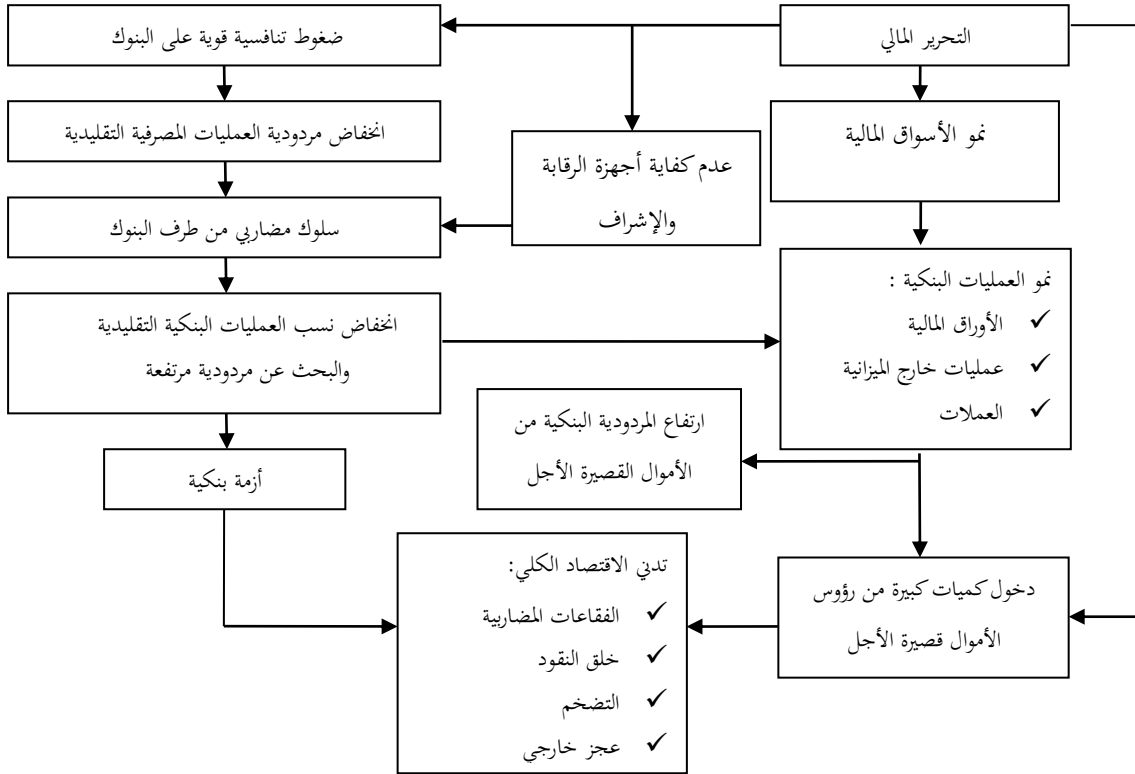 التحرير المالي
ضغوط تنافسية قوية على البنوك
نمو الأسواق المالية
انخفاض مردودية العمليات المصرفية التقليدية
عدم كفاية أجهزة الرقابة
والإشراف
سلوك مضاربي من طرف البنوك
نمو العمليات البنكية :
✓ الأوراق المالية
✓ عمليات خارج الميزانية
✓ العملات
انخفاض نسب العمليات البنكية التقليدية
والبحث عن مردودية مرتفعة
ارتفاع المردودية البنكية من
الأموال القصيرة الأجل
أزمة بنكية
دخول كميات كبيرة من رؤوس
الأموال قصيرة الأجل
تدني الاقتصاد الكلي:
✓ الفقاعات المضاربية
✓ خلق النقود
✓ التضخم
✓ عجز خارجي